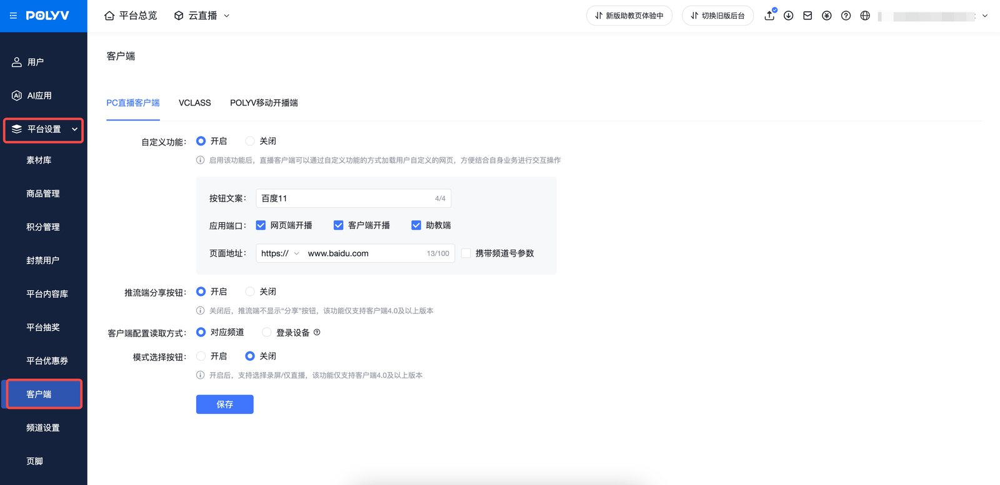 POLYV
平台总览
云直播
新版助教页体验中
切换旧版后台
用户
AI应用
平台设置
素材库
商品管理
积分管理
封禁用户
平台内容库
平台抽奖
平台优惠券
客户端
频道设置
页脚
客户端
PC直播客户端 VCLASS POLYV移动开播端
自定义功能: 开启 关闭
启用该功能后，直播客户端可以通过自定义功能的方式加载用户自定义的网页，方便结合自身业务进行交互操作
按钮文案: 百度11 4/4
应用端口: 网页端开播 客户端开播 助教端
页面地址: https:// www.baidu.com 13/100 携带频道号参数
推流端分享按钮: 开启 关闭
关闭后，推流端不显示“分享”按钮，该功能仅支持客户端4.0及以上版本
客户端配置读取方式: 对应频道 登录设备
模式选择按钮: 开启 关闭
开启后，支持选择录屏/仅直播，该功能仅支持客户端4.0及以上版本
保存